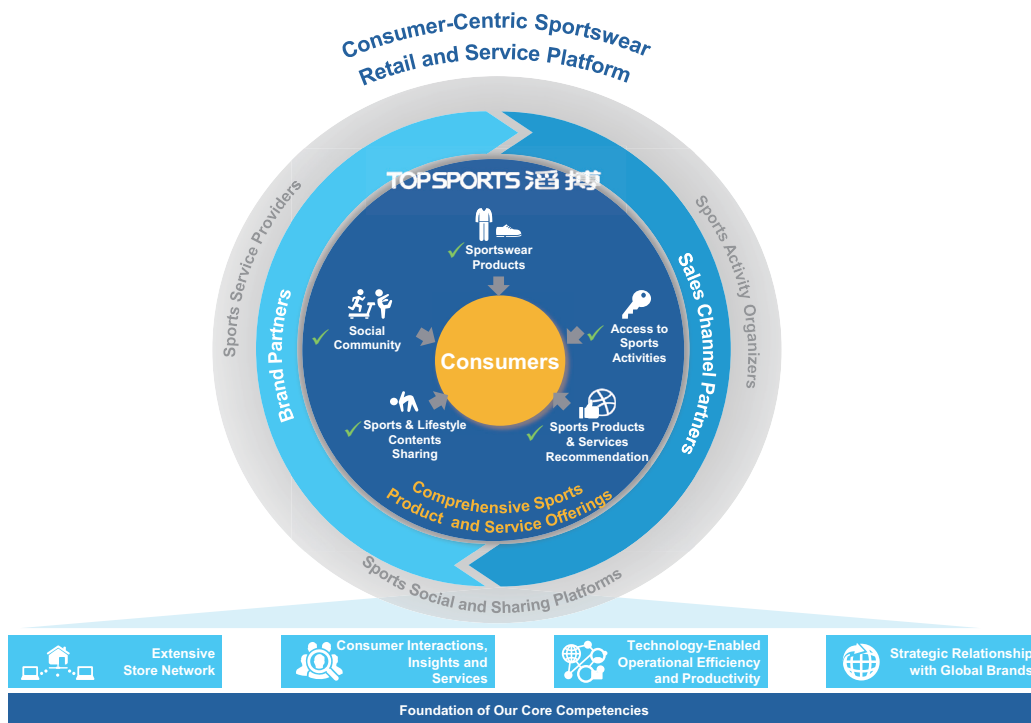 Consumer-Centric Sportswear
Retail and Service Platform
Sports Service Providers
Sports Activity Organizers
Sports Social and Sharing Platforms
Brand Partners
Sales Channel Partners
TOPSPORTS 滔搏
Sportswear
Products
Social
Community
Access to
Sports
Activities
Consumers
Sports & Lifestyle
Contents
Sharing
Sports Products
& Services
Recommendation
Comprehensive Sports
Product and Service Offerings
Extensive
Store Network
Consumer Interactions,
Insights and
Services
Technology-Enabled
Operational Efficiency
and Productivity
Strategic Relationship
with Global Brands
Foundation of Our Core Competencies